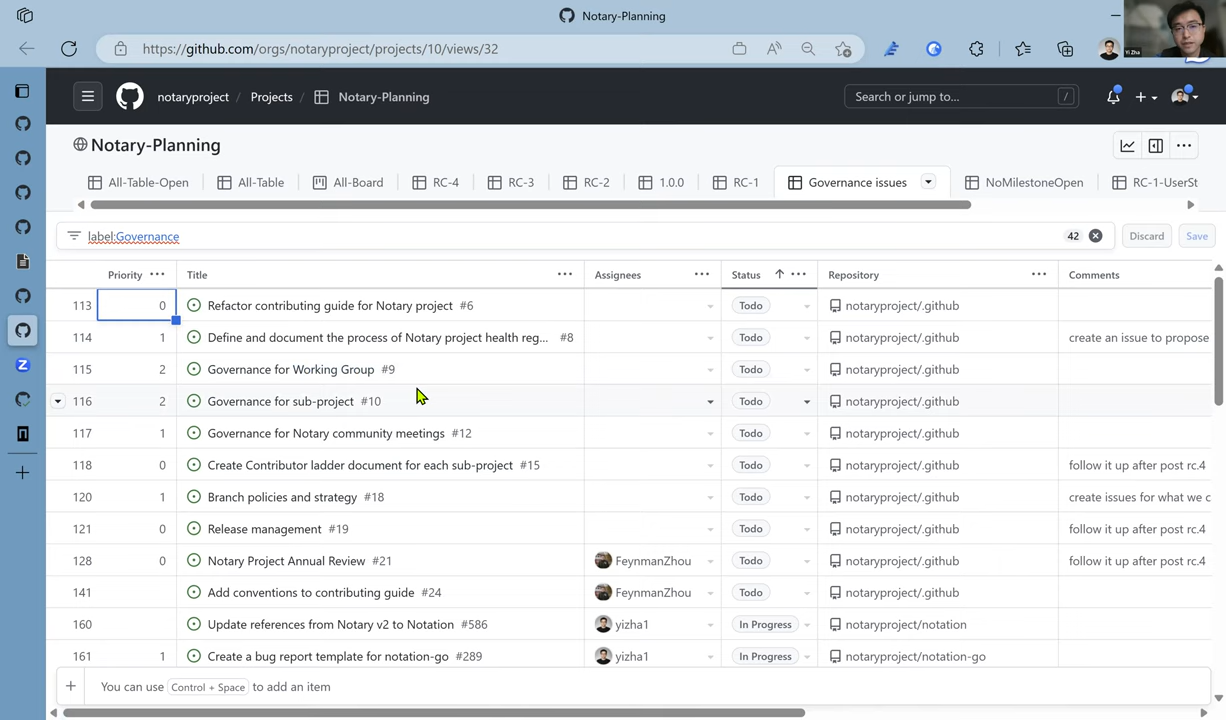 Notary-Planning
https://github.com/orgs/notaryproject/projects/10/views/32
Yi Zha
notaryproject / Projects / Notary-Planning
Search or jump to... /
Notary-Planning
All-Table-Open All-Table All-Board RC-4 RC-3 RC-2 1.0.0 RC-1 Governance issues NoMilestoneOpen RC-1-UserSt
label:Governance 42 Discard Save
Priority Title Assignees Status Repository Comments
113 0 Refactor contributing guide for Notary project #6 Todo notaryproject/.github
114 1 Define and document the process of Notary project health reg... #8 Todo notaryproject/.github create an issue to propose
115 2 Governance for Working Group #9 Todo notaryproject/.github
116 2 Governance for sub-project #10 Todo notaryproject/.github
117 1 Governance for Notary community meetings #12 Todo notaryproject/.github
118 0 Create Contributor ladder document for each sub-project #15 Todo notaryproject/.github follow it up after post rc.4
120 1 Branch policies and strategy #18 Todo notaryproject/.github create issues for what we c
121 0 Release management #19 Todo notaryproject/.github follow it up after post rc.4
128 0 Notary Project Annual Review #21 FeynmanZhou Todo notaryproject/.github follow it up after post rc.4
141 Add conventions to contributing guide #24 FeynmanZhou Todo notaryproject/.github
160 Update references from Notary v2 to Notation #586 yizha1 In Progress notaryproject/notation
161 1 Create a bug report template for notation-go #289 yizha1 In Progress notaryproject/notation-go
You can use Control + Space to add an item